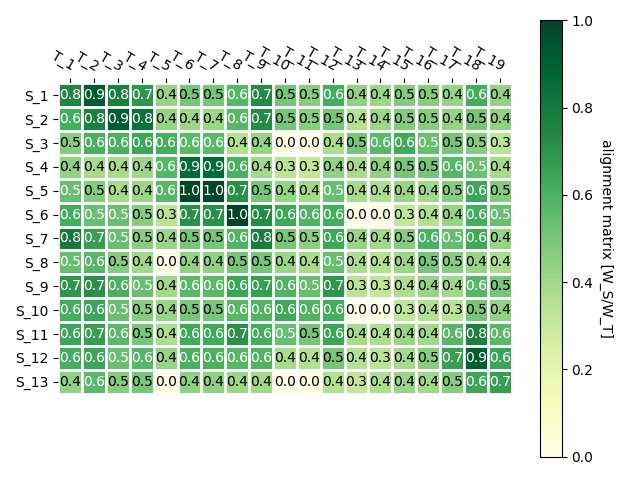 T_1 T_2 T_3 T_4 T_5 T_6 T_7 T_8 T_9 T_10 T_11 T_12 T_13 T_14 T_15 T_16 T_17 T_18 T_19
S_1 0.8 0.9 0.8 0.7 0.4 0.5 0.5 0.6 0.7 0.5 0.5 0.6 0.4 0.4 0.5 0.5 0.4 0.6 0.4
S_2 0.6 0.8 0.9 0.8 0.4 0.4 0.4 0.6 0.7 0.5 0.5 0.5 0.4 0.4 0.5 0.5 0.4 0.5 0.4
S_3 0.5 0.6 0.6 0.6 0.6 0.6 0.6 0.4 0.4 0.0 0.0 0.4 0.5 0.6 0.6 0.5 0.5 0.5 0.3
S_4 0.4 0.4 0.4 0.4 0.6 0.9 0.9 0.6 0.4 0.3 0.3 0.4 0.4 0.4 0.5 0.5 0.6 0.5 0.4
S_5 0.5 0.5 0.4 0.4 0.6 1.0 1.0 0.7 0.5 0.4 0.4 0.5 0.4 0.4 0.4 0.4 0.5 0.6 0.5
S_6 0.6 0.5 0.5 0.5 0.3 0.7 0.7 1.0 0.7 0.6 0.6 0.6 0.0 0.0 0.3 0.4 0.4 0.6 0.5
S_7 0.8 0.7 0.5 0.5 0.4 0.5 0.5 0.6 0.8 0.5 0.5 0.6 0.4 0.4 0.5 0.6 0.5 0.6 0.4
S_8 0.5 0.6 0.5 0.4 0.0 0.4 0.4 0.5 0.5 0.4 0.4 0.5 0.4 0.4 0.4 0.5 0.5 0.4 0.4
S_9 0.7 0.7 0.6 0.5 0.4 0.6 0.6 0.6 0.7 0.6 0.5 0.7 0.3 0.3 0.4 0.4 0.4 0.6 0.5
S_10 0.6 0.6 0.5 0.5 0.4 0.5 0.5 0.6 0.6 0.6 0.6 0.6 0.0 0.0 0.3 0.4 0.3 0.5 0.4
S_11 0.6 0.7 0.6 0.5 0.4 0.6 0.6 0.7 0.6 0.5 0.5 0.6 0.4 0.4 0.4 0.4 0.6 0.8 0.6
S_12 0.6 0.6 0.5 0.6 0.4 0.6 0.6 0.6 0.6 0.4 0.4 0.5 0.4 0.3 0.4 0.5 0.7 0.9 0.6
S_13 0.4 0.6 0.5 0.5 0.0 0.4 0.4 0.4 0.4 0.0 0.0 0.4 0.3 0.4 0.4 0.4 0.5 0.6 0.7
1.0
0.8
0.6
0.4
0.2
0.0
alignment matrix [W_S/W_T]